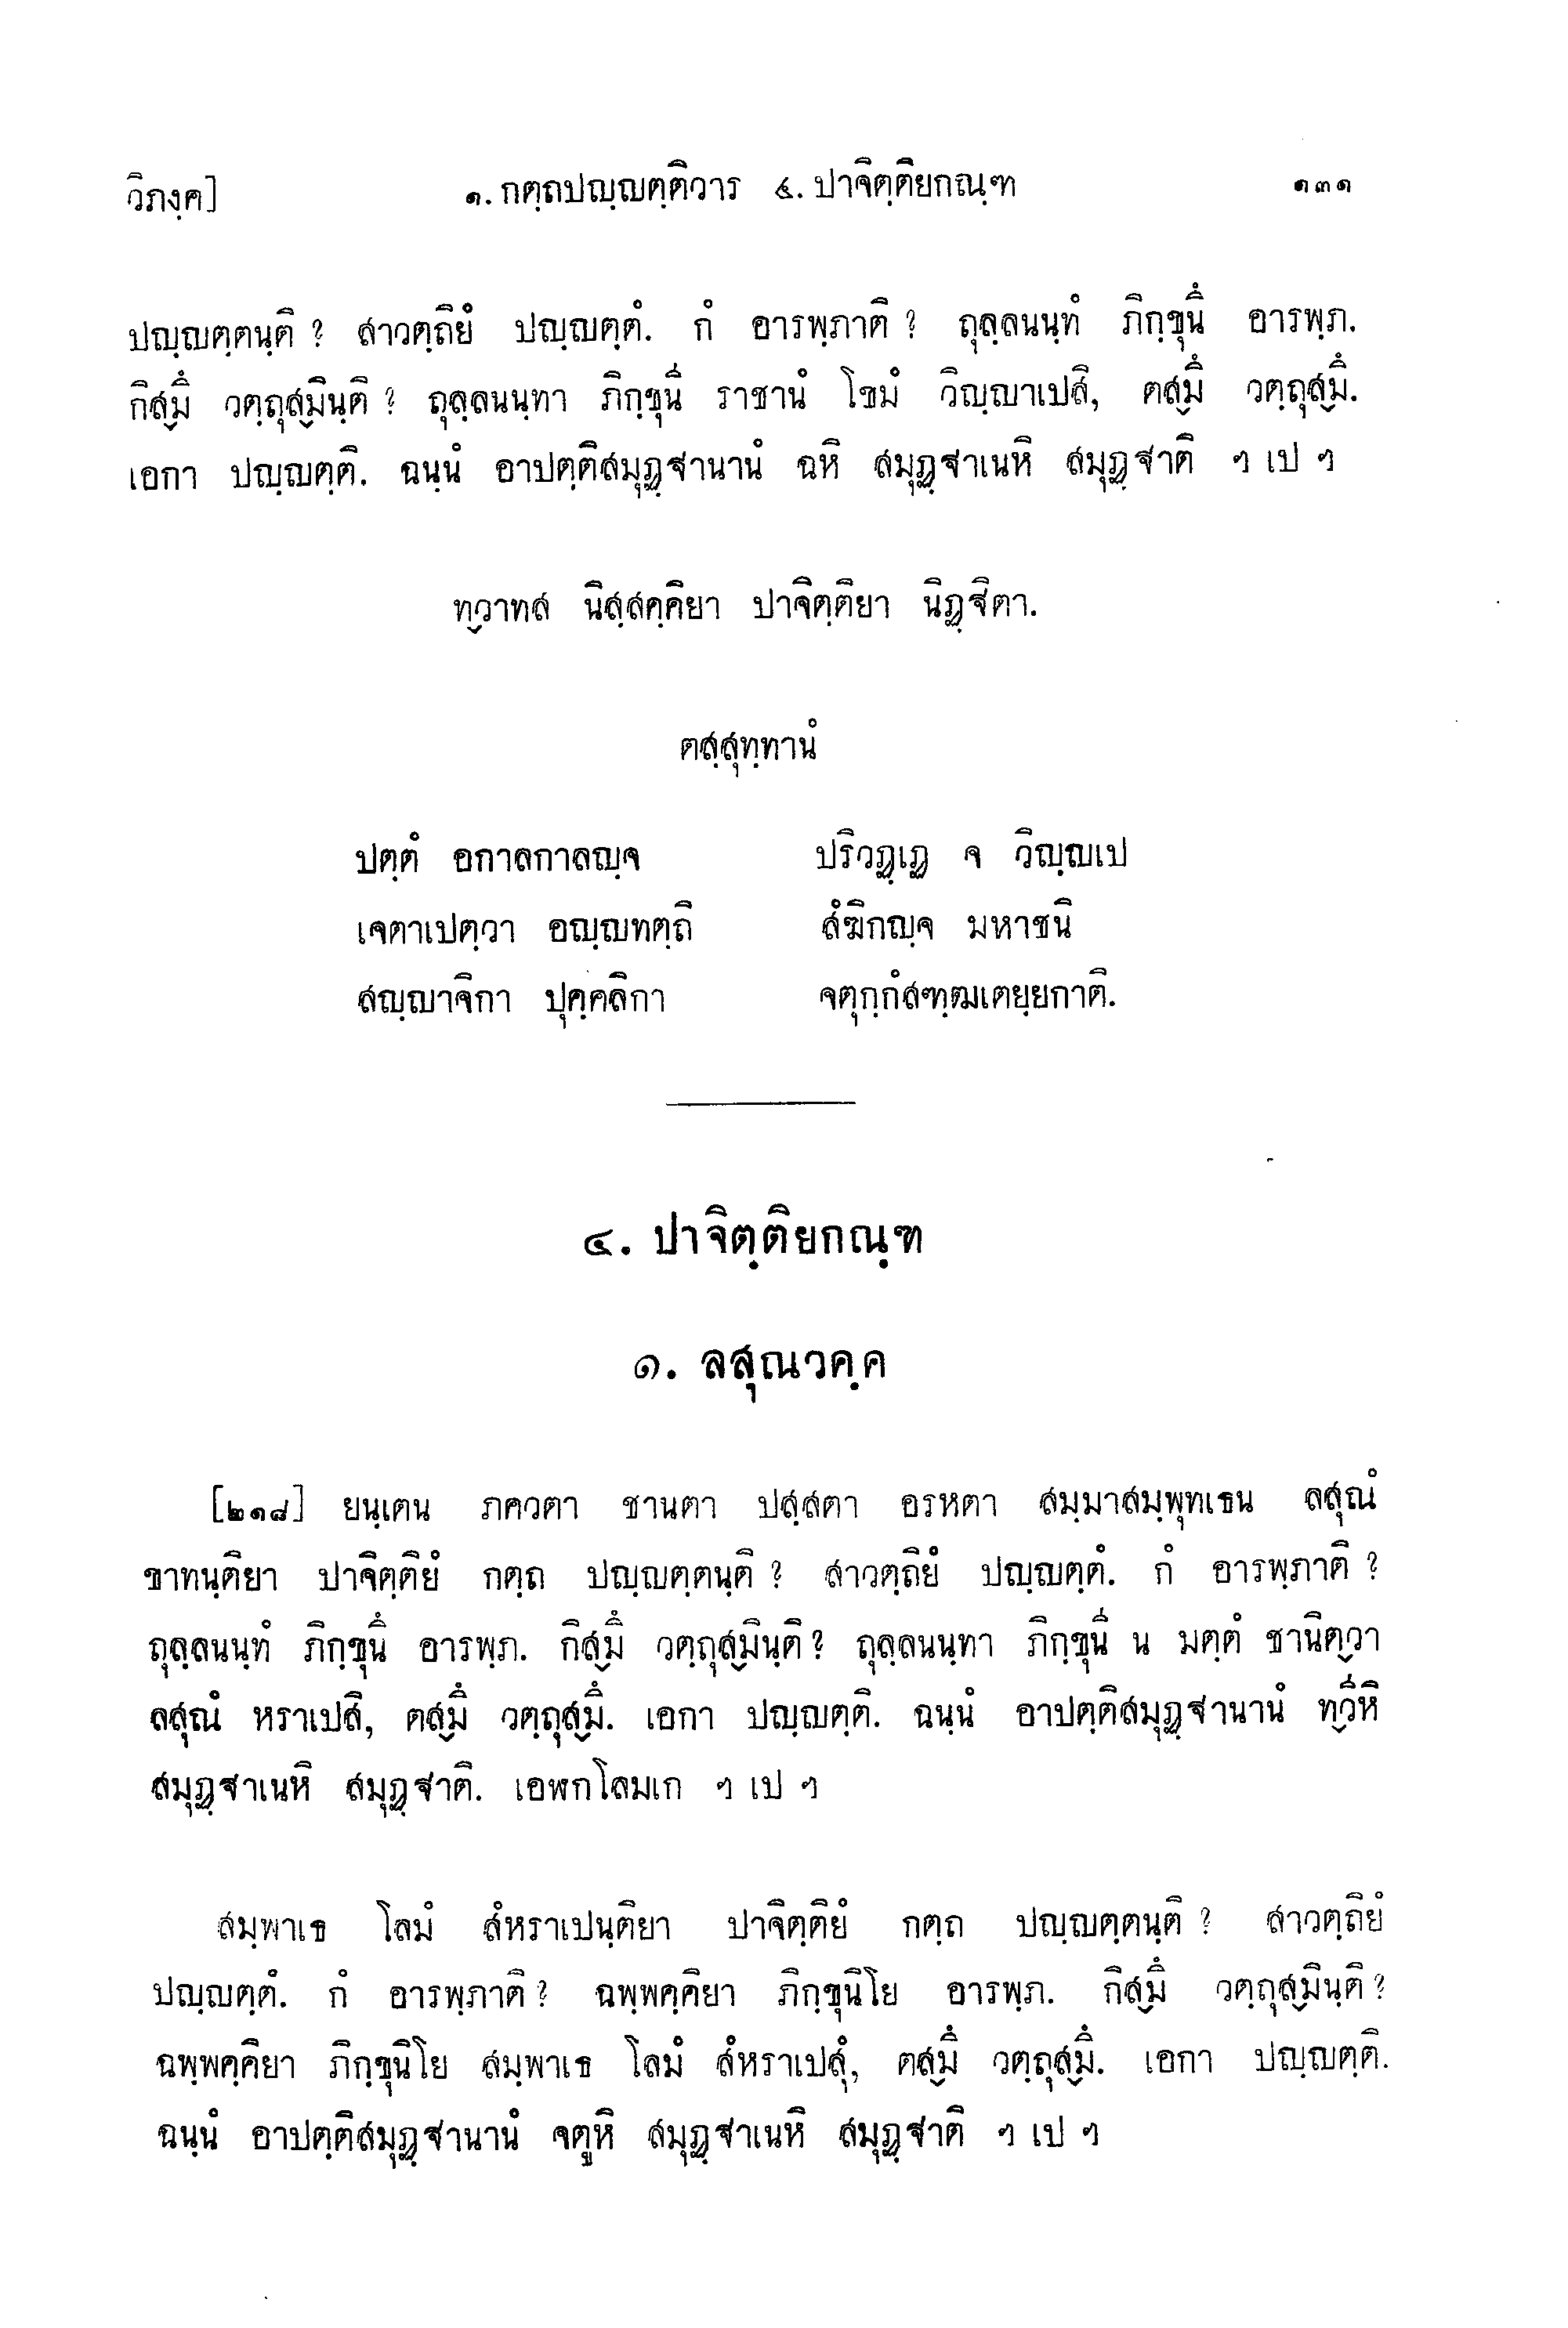 วิภงฺค]
๑. กตฺถปญฺญตฺติวาร ๔. ปาจิตฺติยกณฺฑ
๑๓๑
ปญฺญตฺตนฺติ ? สาวตฺถิยํ ปญฺญตฺตํ. กํ อารพฺภาติ ? ถุลฺลนนฺทํ ภิกฺขุนึ อารพฺภ.
กิสฺมึ วตฺถุสฺมินฺติ ? ถุลฺลนนฺทา ภิกฺขุนี ราชานํ โขมํ วิญฺญาเปสิ, ตสฺมึ วตฺถุสฺมึ.
เอกา ปญฺญตฺติ. ฉนฺนํ อาปตฺติสมุฏฺฐานานํ ฉหิ สมุฏฺฐาเนหิ สมุฏฺฐาติ ฯ เป ฯ
ทฺวาทส นิสฺสคฺคิยา ปาจิตฺติยา นิฏฺฐิตา.
ตสฺสุทฺทานํ
ปตฺตํ อกาลกาลญฺจ ปริวฏฺเฏ จ วิญฺญเป
เจตาเปตฺวา อญฺญทตฺถิ สํฆิกญฺจ มหาชนิ
สญฺญาจิกา ปุคฺคลิกา จตุกฺกํสฑฺฒเตยฺยกาติ.
๔. ปาจิตฺติยกณฺฑ
๑. ลสุณวคฺค
[๒๑๘] ยนฺเตน ภควตา ชานตา ปสฺสตา อรหตา สมฺมาสมฺพุทเธน ลสุณํ
ขาทนฺติยา ปาจิตฺติยํ กตฺถ ปญฺญตฺตนฺติ ? สาวตฺถิยํ ปญฺญตฺตํ. กํ อารพฺภาติ ?
ถุลฺลนนฺทํ ภิกฺขุนึ อารพฺภ. กิสฺมึ วตฺถุสฺมินฺติ ? ถุลฺลนนฺทา ภิกฺขุนี น มตฺตํ ชานิตฺวา
ลสุณํ หราเปสิ, ตสฺมึ วตฺถุสฺมึ. เอกา ปญฺญตฺติ. ฉนฺนํ อาปตฺติสมุฏฺฐานานํ ทฺวีหิ
สมุฏฺฐาเนหิ สมุฏฺฐาติ. เอฬกโลมเก ฯ เป ฯ
สมฺพาเธ โลมํ สํหราเปนฺติยา ปาจิตฺติยํ กตฺถ ปญฺญตฺตนฺติ ? สาวตฺถิยํ
ปญฺญตฺตํ. กํ อารพฺภาติ ? ฉพฺพคฺคิยา ภิกฺขุนิโย อารพฺภ. กิสฺมึ วตฺถุสฺมินฺติ ?
ฉพฺพคฺคิยา ภิกฺขุนิโย สมฺพาเธ โลมํ สํหราเปสุํ, ตสฺมึ วตฺถุสฺมึ. เอกา ปญฺญตฺติ.
ฉนฺนํ อาปตฺติสมุฏฺฐานานํ จตูหิ สมุฏฺฐาเนหิ สมุฏฺฐาติ ฯ เป ฯ